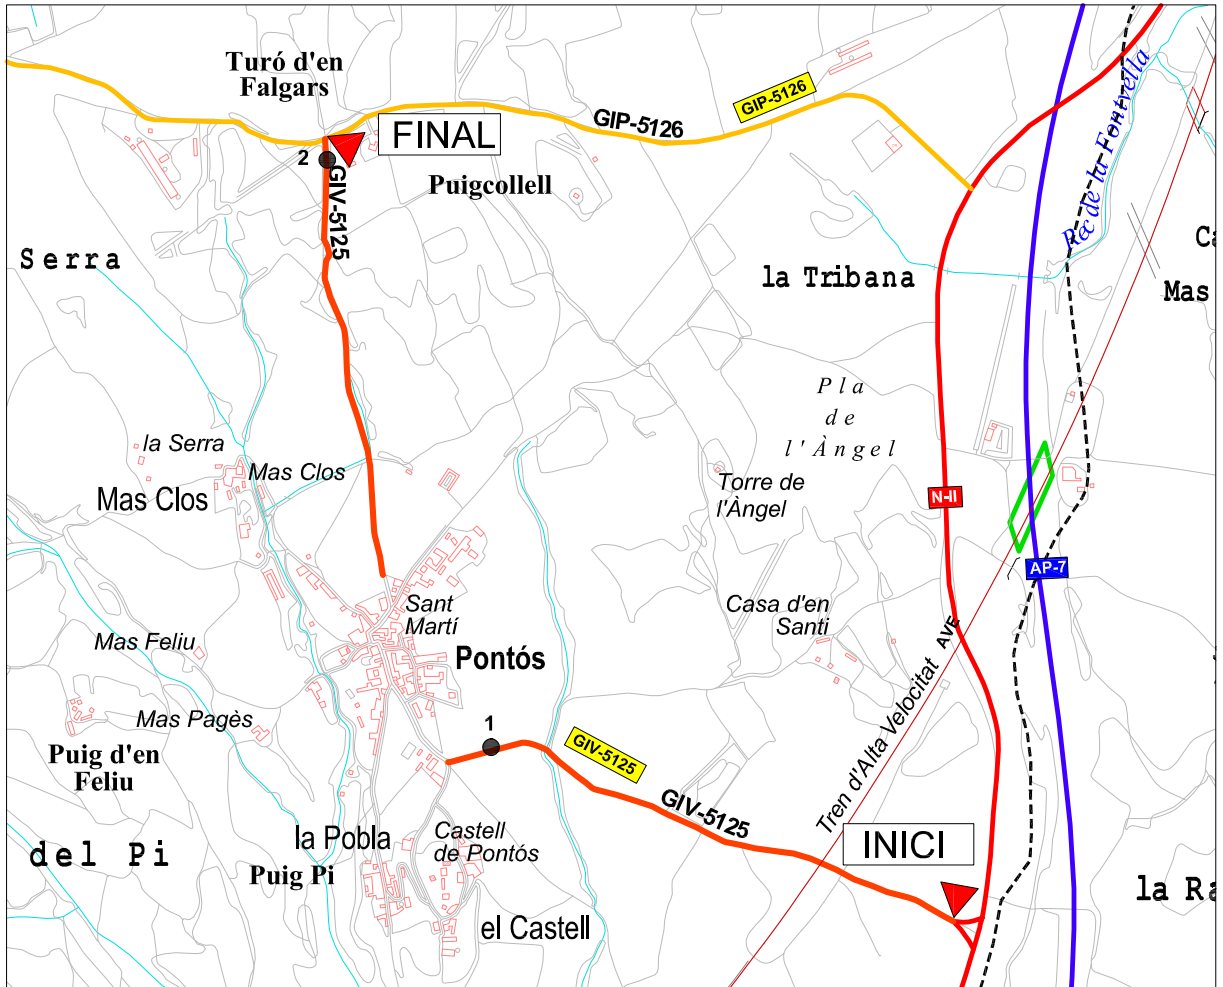 Turó d'en
Falgars
FINAL
GIP-5126
GIP-5126
2
GIV-5125
Puigcollell
Rec de la Fontvella
Serra
la Tribana
Ca
Mas
Pla
de
l'Àngel
la Serra
Mas Clos
Mas Clos
Torre de
l'Àngel
N-II
AP-7
Sant
Martí
Casa d'en
Santi
Mas Feliu
Pontós
Tren d'Alta Velocitat AVE
Mas Pagès
1
GIV-5125
Puig d'en
Feliu
GIV-5125
la Pobla
Castell
de Pontós
INICI
del Pi
Puig Pi
la Ra
el Castell